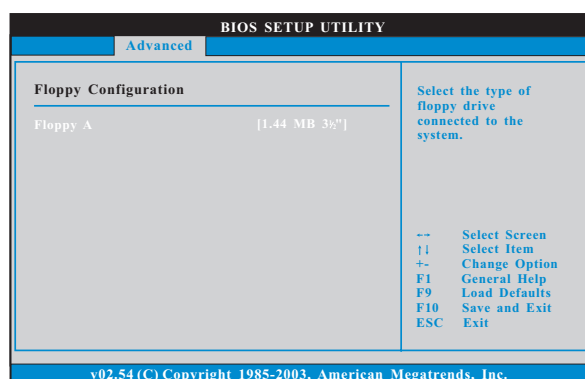 BIOS SETUP UTILITY
Advanced
Floppy Configuration
Floppy A [1.44 MB 3½"]
Select the type of
floppy drive
connected to the
system.
←→ Select Screen
↑↓ Select Item
+- Change Option
F1 General Help
F9 Load Defaults
F10 Save and Exit
ESC Exit
v02.54 (C) Copyright 1985-2003, American Megatrends, Inc.